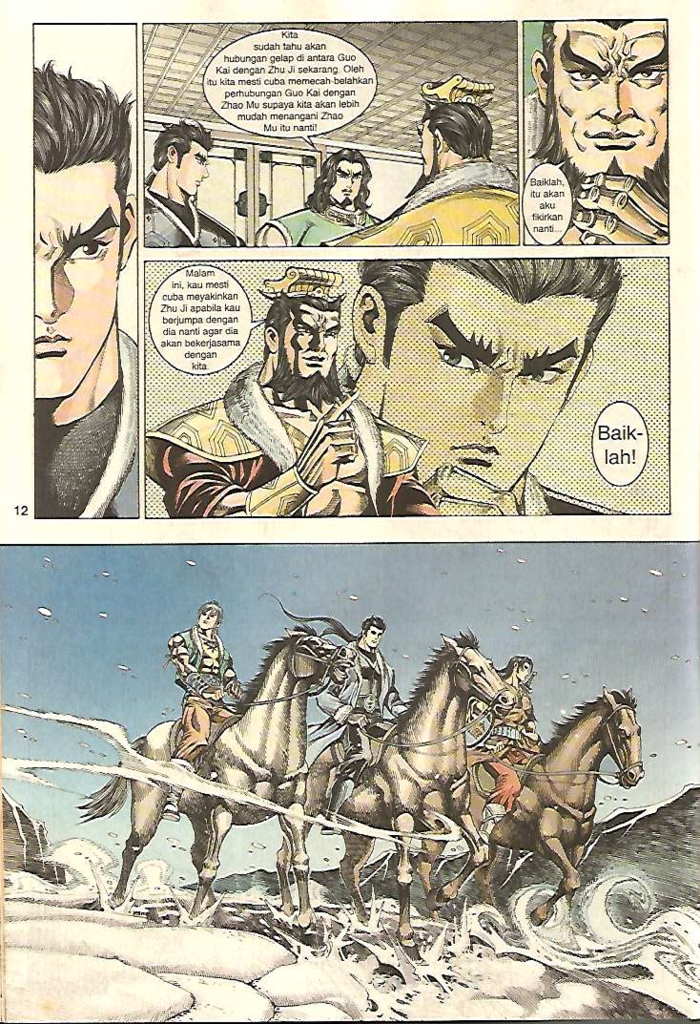 Kita
sudah tahu akan
hubungan gelap di antara Guo
Kai dengan Zhu Ji sekarang. Oleh
itu kita mesti cuba memecah-belahkan
perhubungan Guo Kai dengan
Zhao Mu supaya kita akan lebih
mudah menangani Zhao
Mu itu nanti!
Baiklah,
itu akan
aku
fikirkan
nanti...
Malam
ini, kau mesti
cuba meyakinkan
Zhu Ji apabila kau
berjumpa dengan
dia nanti agar dia
akan bekerjasama
dengan
kita.
Baik-
lah!
12